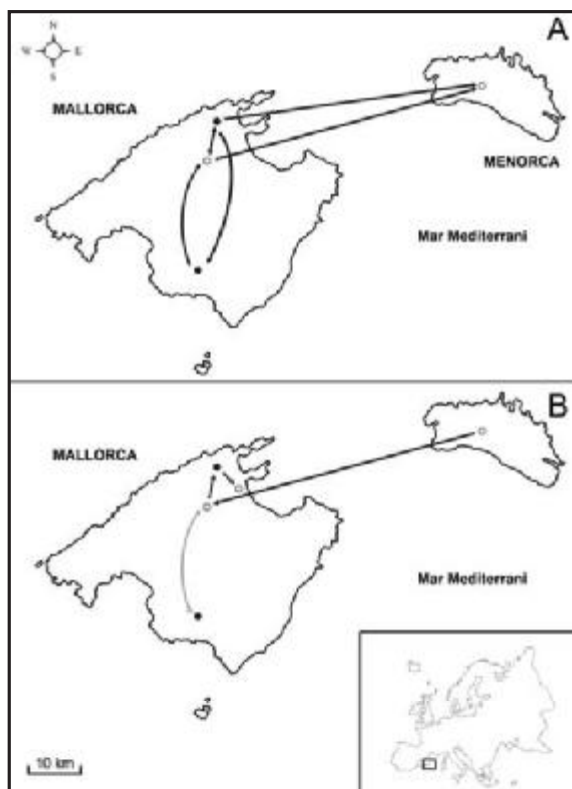 A
N
W E
S
MALLORCA
MENORCA
Mar Mediterrani
B
MALLORCA
Mar Mediterrani
10 km